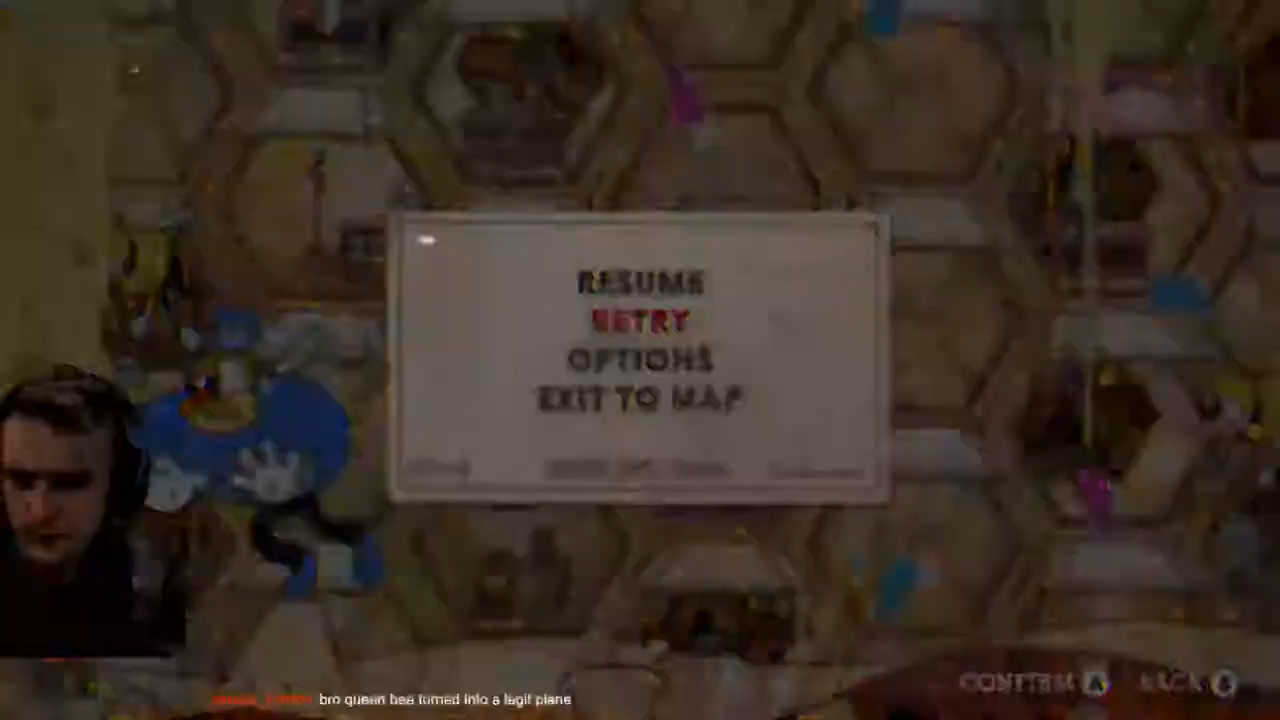 RESUME
RETRY
OPTIONS
EXIT TO MAP
CONFIRM A BACK
bro queen bee turned into a legit plane